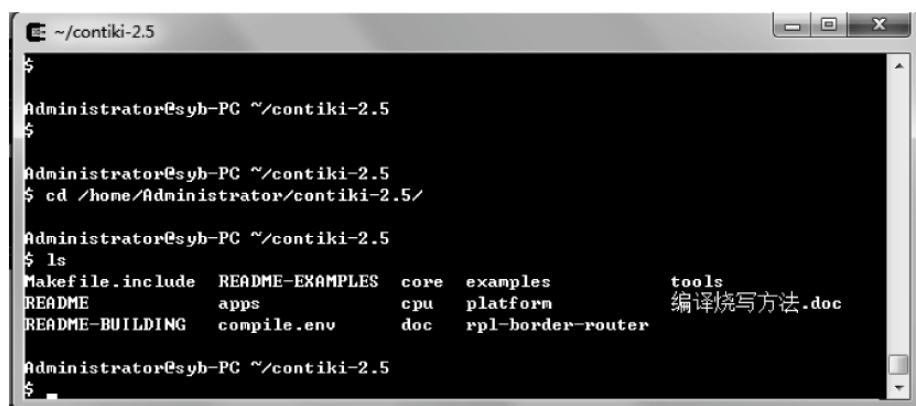 ~/contiki-2.5
$
Administrator@syb-PC ~/contiki-2.5
$
Administrator@syb-PC ~/contiki-2.5
$ cd /home/Administrator/contiki-2.5/
Administrator@syb-PC ~/contiki-2.5
$ ls
Makefile.include README-EXAMPLES core examples tools
README apps cpu platform 编译烧写方法.doc
README-BUILDING compile.env doc rpl-border-router
Administrator@syb-PC ~/contiki-2.5
$